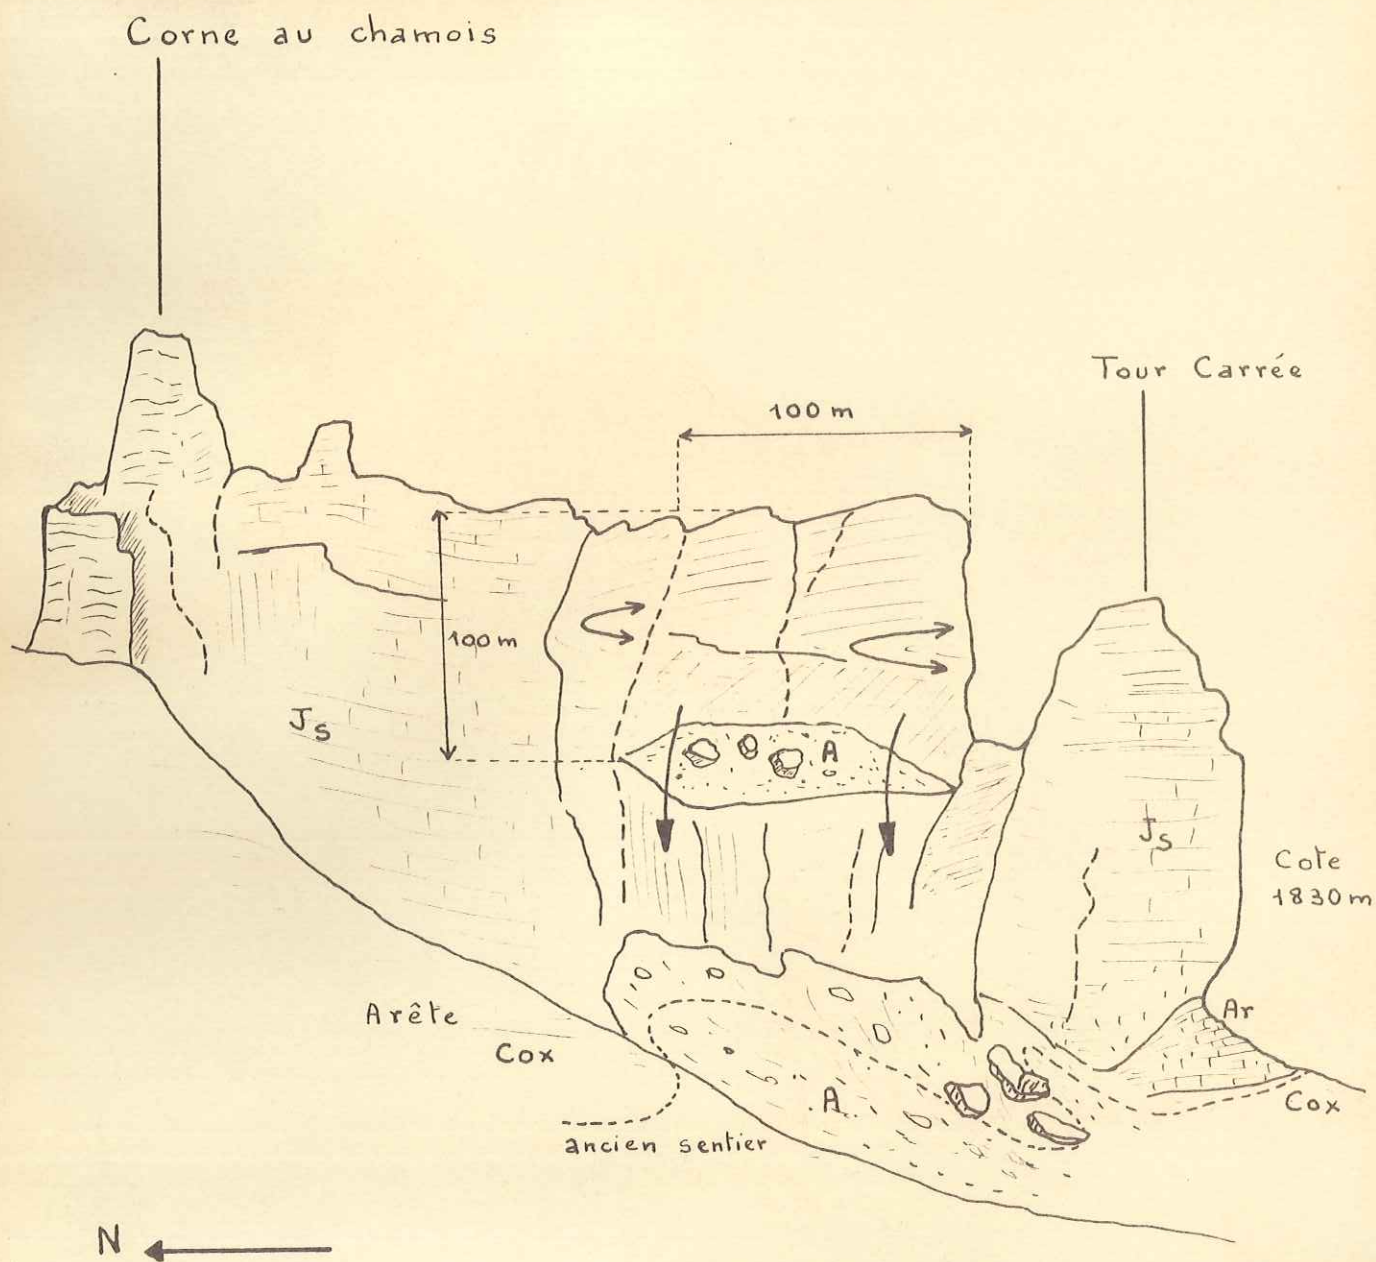 Corne au chamois
Tour Carrée
100 m
100 m
Js
A
Js
Cote
1830 m
Arête
Cox
Ar
A
Cox
ancien sentier
N